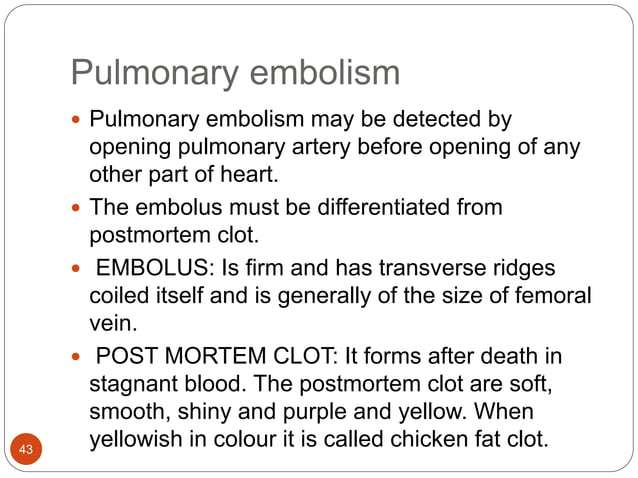 Pulmonary embolism
• Pulmonary embolism may be detected by
opening pulmonary artery before opening of any
other part of heart.
• The embolus must be differentiated from
postmortem clot.
• EMBOLUS: Is firm and has transverse ridges
coiled itself and is generally of the size of femoral
vein.
• POST MORTEM CLOT: It forms after death in
stagnant blood. The postmortem clot are soft,
smooth, shiny and purple and yellow. When
yellowish in colour it is called chicken fat clot.
43